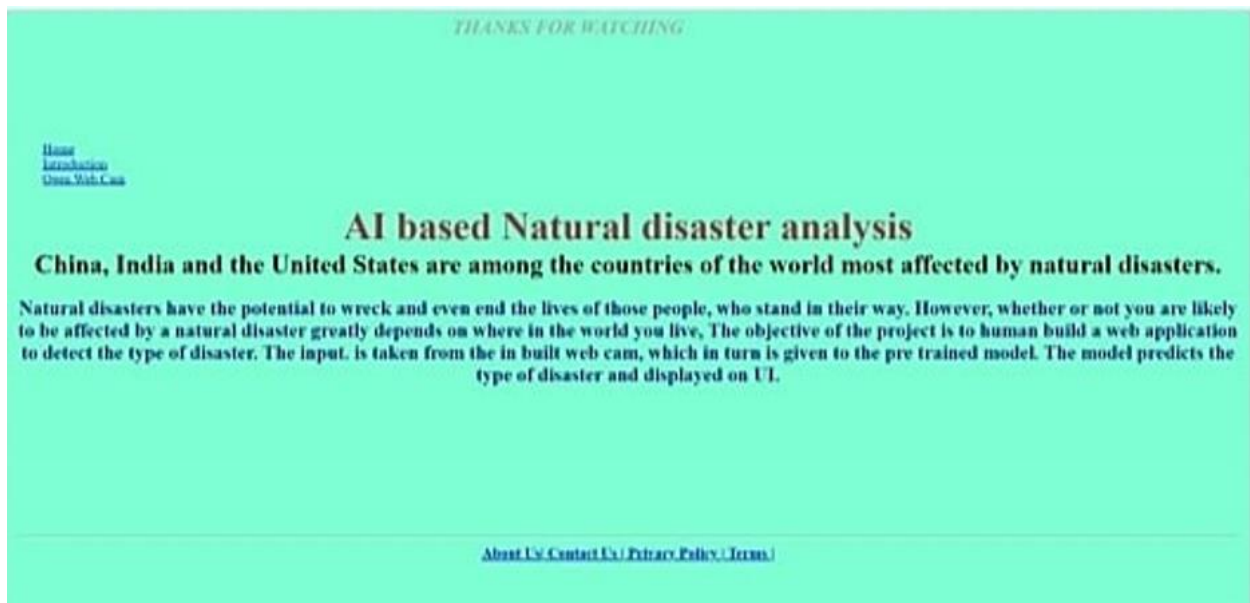 THANKS FOR WATCHING
Home
Introduction
Open Web Cam
AI based Natural disaster analysis
China, India and the United States are among the countries of the world most affected by natural disasters.
Natural disasters have the potential to wreck and even end the lives of those people, who stand in their way. However, whether or not you are likely
to be affected by a natural disaster greatly depends on where in the world you live, The objective of the project is to human build a web application
to detect the type of disaster. The input. is taken from the in built web cam, which in turn is given to the pre trained model. The model predicts the
type of disaster and displayed on UI.
About Us| Contact Us | Privacy Policy | Terms |